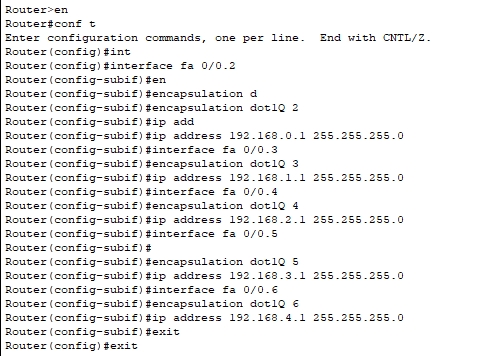 Router>en
Router#conf t
Enter configuration commands, one per line.  End with CNTL/Z.
Router(config)#int
Router(config)#interface fa 0/0.2
Router(config-subif)#en
Router(config-subif)#encapsulation d
Router(config-subif)#encapsulation dot1Q 2
Router(config-subif)#ip add
Router(config-subif)#ip address 192.168.0.1 255.255.255.0
Router(config-subif)#interface fa 0/0.3
Router(config-subif)#encapsulation dot1Q 3
Router(config-subif)#ip address 192.168.1.1 255.255.255.0
Router(config-subif)#interface fa 0/0.4
Router(config-subif)#encapsulation dot1Q 4
Router(config-subif)#ip address 192.168.2.1 255.255.255.0
Router(config-subif)#interface fa 0/0.5
Router(config-subif)#
Router(config-subif)#encapsulation dot1Q 5
Router(config-subif)#ip address 192.168.3.1 255.255.255.0
Router(config-subif)#interface fa 0/0.6
Router(config-subif)#encapsulation dot1Q 6
Router(config-subif)#ip address 192.168.4.1 255.255.255.0
Router(config-subif)#exit
Router(config)#exit